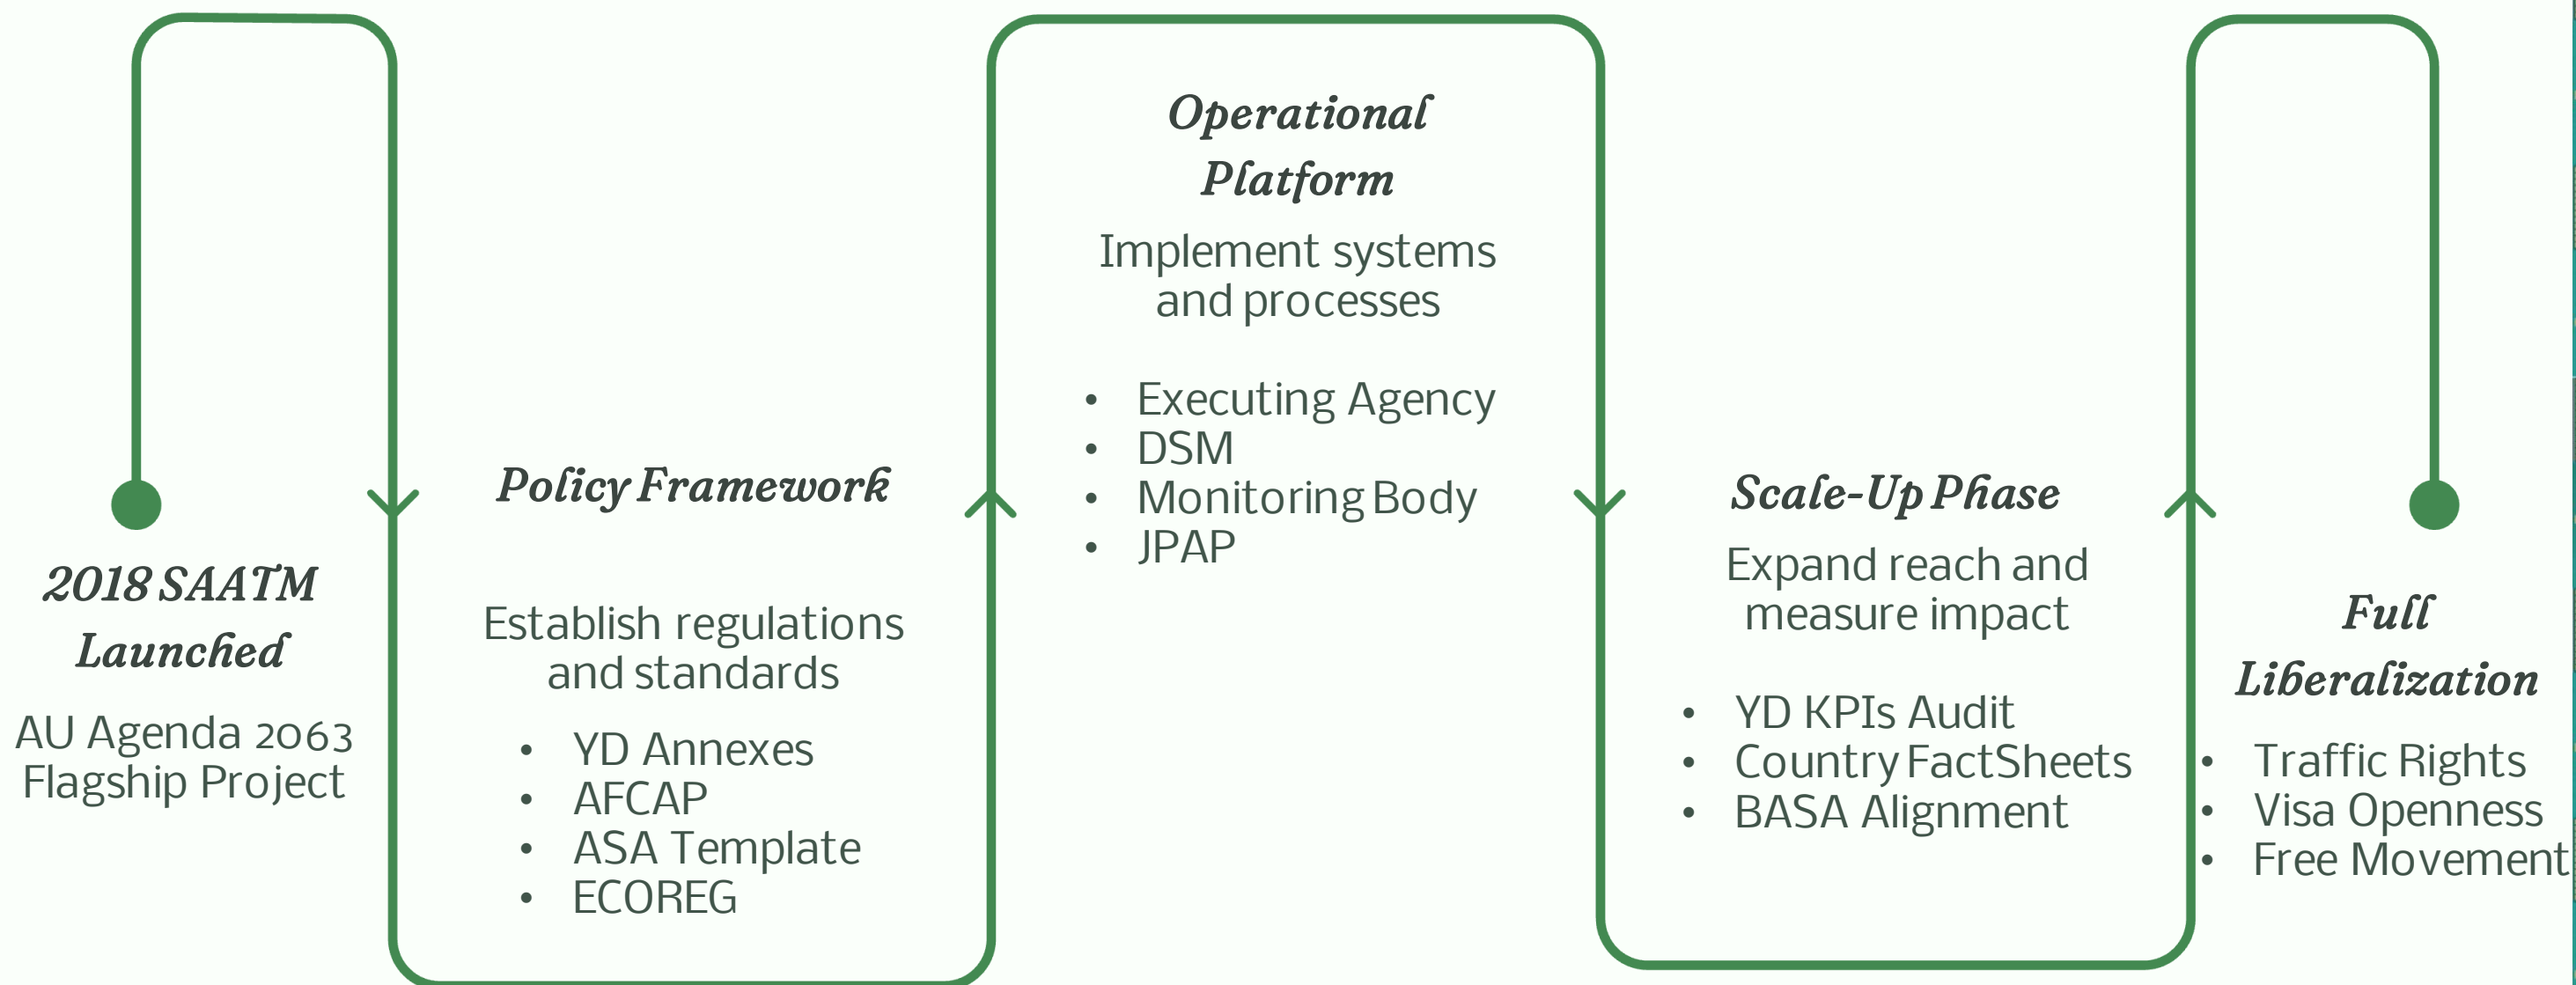 2018 SAATM
Launched
AU Agenda 2063
Flagship Project
Policy Framework
Establish regulations
and standards
• YD Annexes
• AFCAP
• ASA Template
• ECOREG
Operational
Platform
Implement systems
and processes
• Executing Agency
• DSM
• Monitoring Body
• JPAP
Scale-Up Phase
Expand reach and
measure impact
• YD KPIs Audit
• Country FactSheets
• BASA Alignment
Full
Liberalization
• Traffic Rights
• Visa Openness
• Free Movement